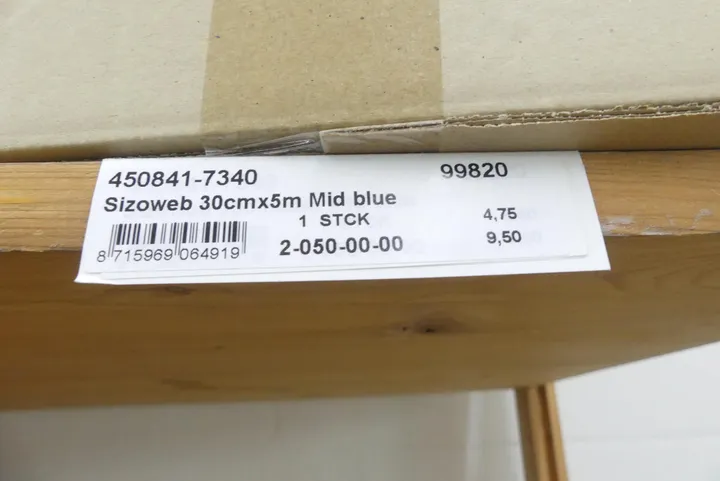 450841-7340 99820
Sizoweb 30cmx5m Mid blue
1 STCK 4,75
2-050-00-00 9,50
8 715969 064919